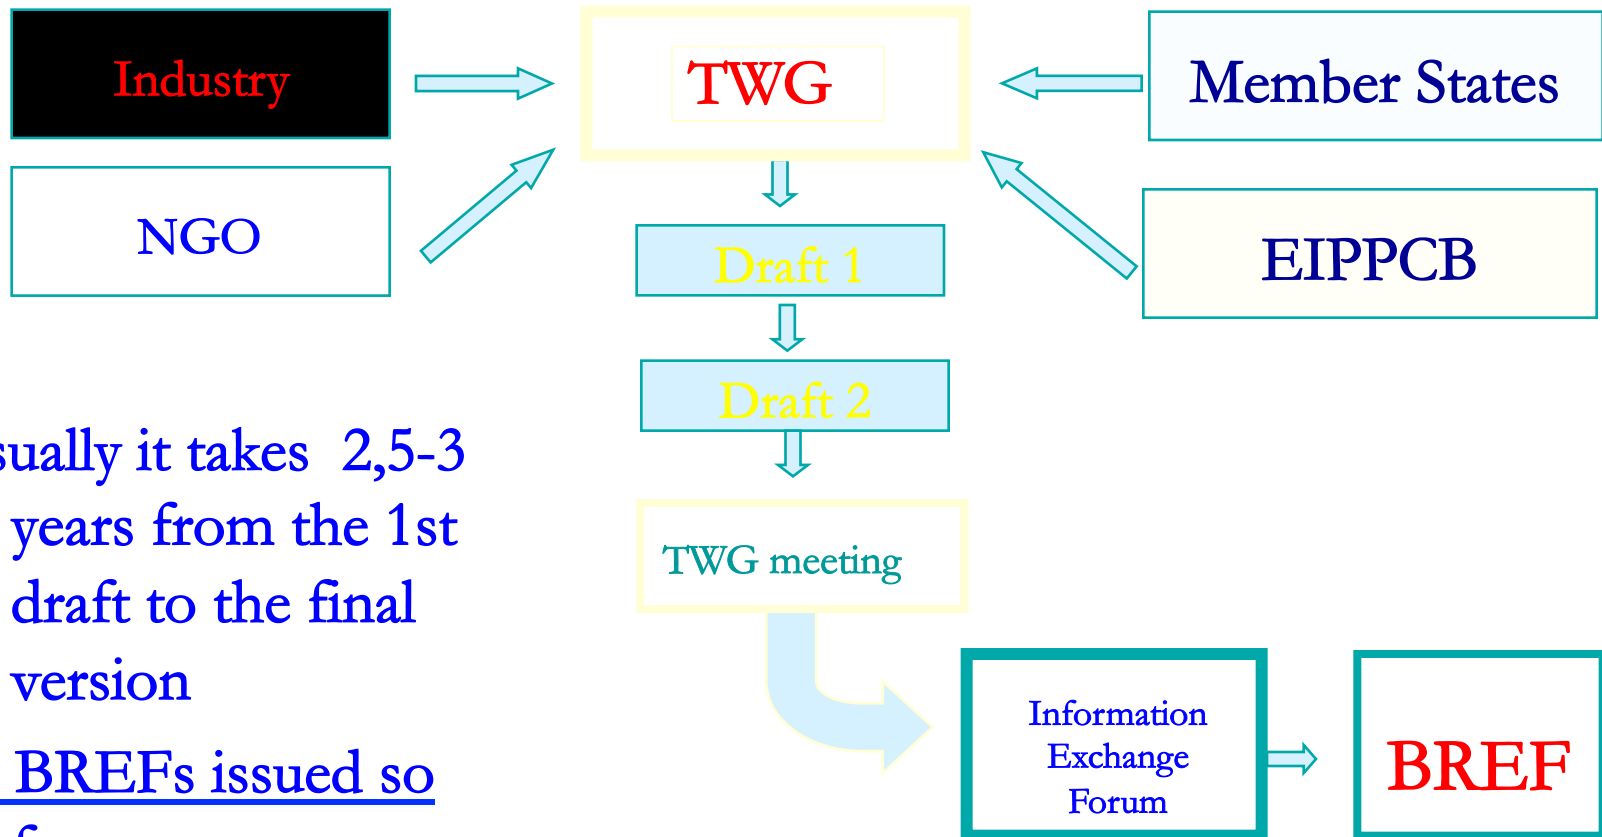 Industry
TWG
Member States
NGO
EIPPCB
Draft 1
Draft 2
it takes 2,5-3
years from the 1st
draft to the final
version
TWG meeting
BREFs issued so
Information
Exchange
Forum
BREF